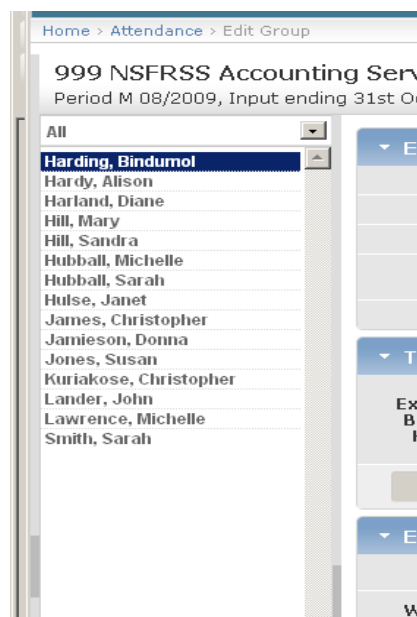 Home > Attendance > Edit Group
999 NSFRSS Accounting
Period M 08/2009, Input ending 31st
All
Harding, Bindumol
Hardy, Alison
Harland, Diane
Hill, Mary
Hill, Sandra
Hubball, Michelle
Hubball, Sarah
Hulse, Janet
James, Christopher
Jamieson, Donna
Jones, Susan
Kuriakose, Christopher
Lander, John
Lawrence, Michelle
Smith, Sarah